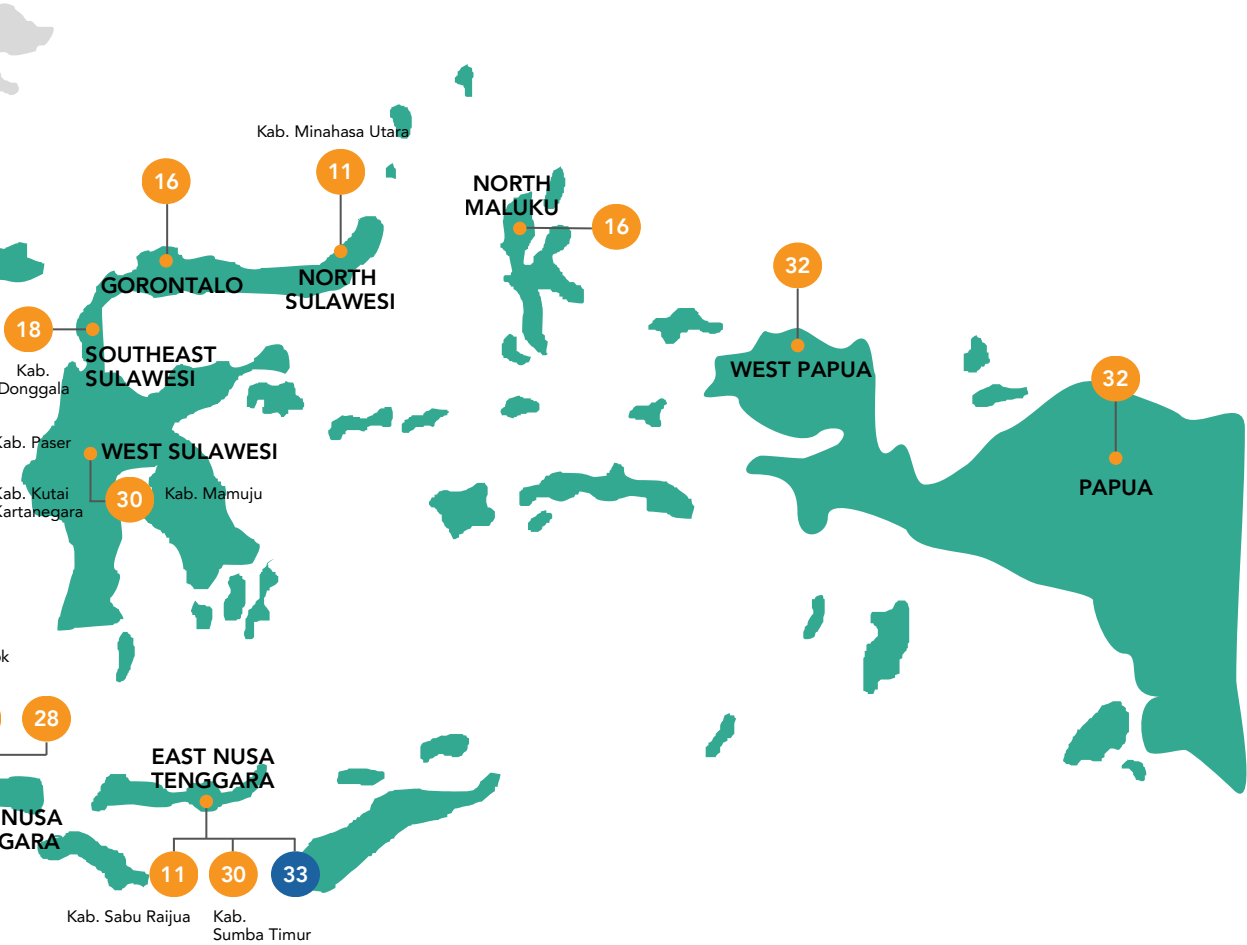 Kab. Minahasa Utara
16
11
NORTH
MALUKU
16
GORONTALO
NORTH
SULAWESI
32
18
Kab.
Donggala
SOUTHEAST
SULAWESI
WEST PAPUA
32
PAPUA
Kab. Paser
WEST SULAWESI
Kab. Kutai
Kartanegara
30
Kab. Mamuju
28
EAST NUSA
TENGGARA
NUSA
GARA
11
30
33
Kab. Sabu Raijua
Kab.
Sumba Timur